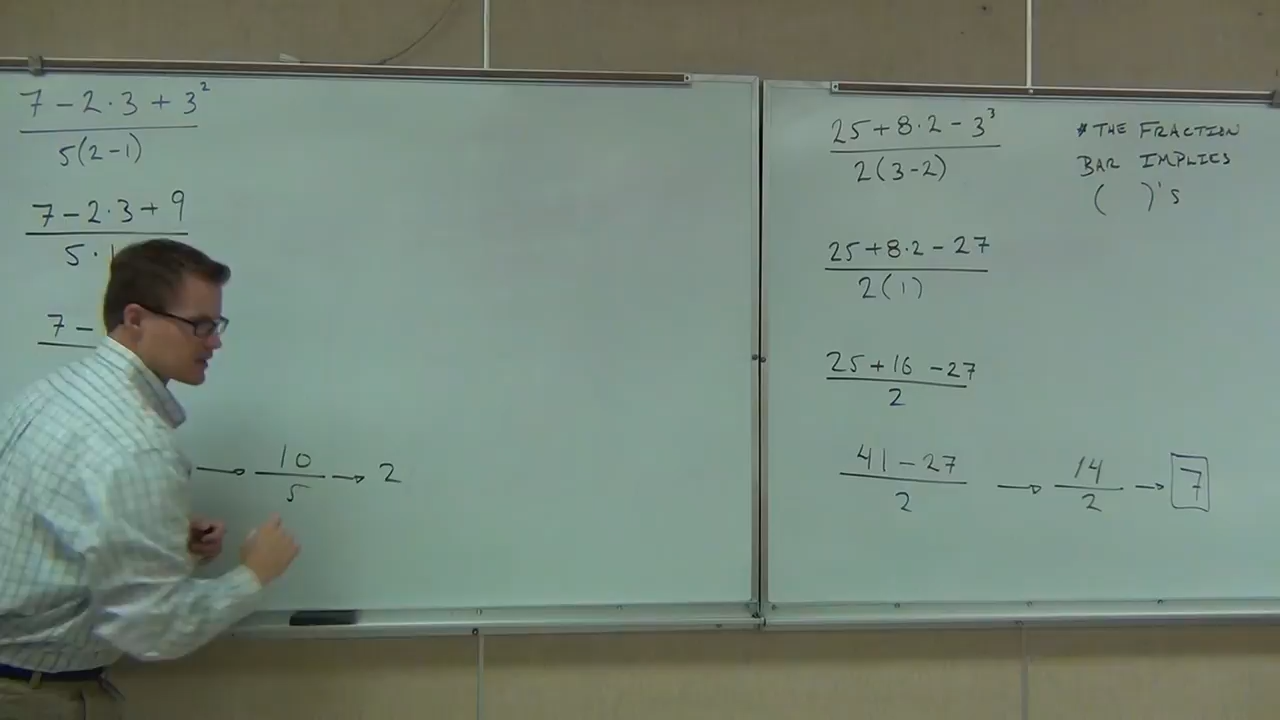 7 - 2·3 + 3²
5(2-1)
7 - 2·3 + 9
5·
7 -
→ 10 → 2
5
25 + 8·2 - 3³
2(3-2)
25 + 8·2 - 27
2(1)
25 + 16 - 27
2
41 - 27 → 14 → 7
2 2
* THE FRACTION
BAR IMPLIES
( )'s